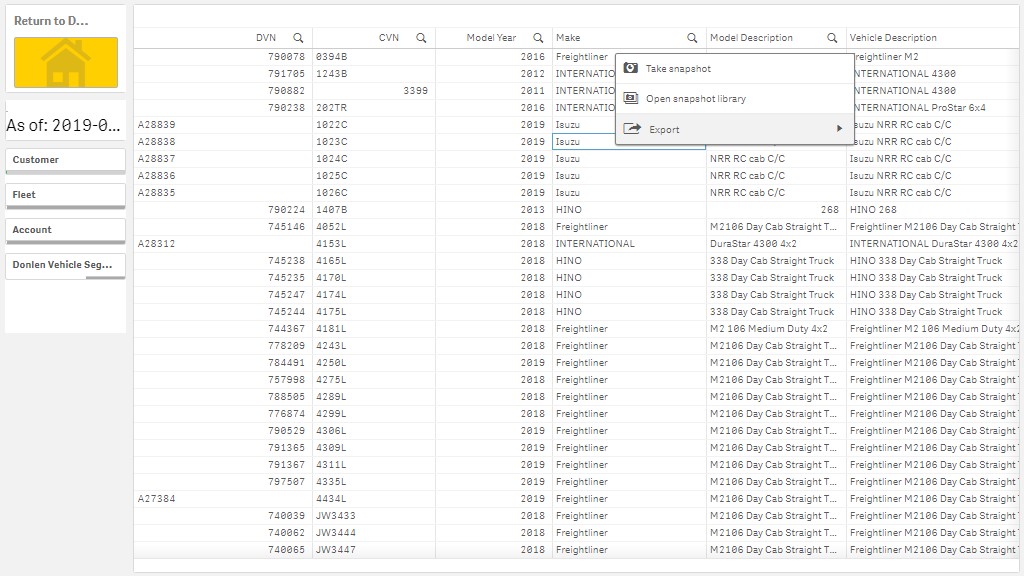 Return to D...
As of: 2019-0...
Customer
Fleet
Account
Donlen Vehicle Seg...
DVN CVN Model Year Make Model Description Vehicle Description
790078 0394B 2016 Freightliner reightliner M2
791705 1243B 2012 INTERNATIO NTERNATIONAL 4300
790882 3399 2011 INTERNATIO NTERNATIONAL 4300
790238 202TR 2016 INTERNATIO NTERNATIONAL ProStar 6x4
A28839 1022C 2019 Isuzu suzu NRR RC cab C/C
A28838 1023C 2019 Isuzu suzu NRR RC cab C/C
Take snapshot
Open snapshot library
Export
A28837 1024C 2019 Isuzu NRR RC cab C/C Isuzu NRR RC cab C/C
A28836 1025C 2019 Isuzu NRR RC cab C/C Isuzu NRR RC cab C/C
A28835 1026C 2019 Isuzu NRR RC cab C/C Isuzu NRR RC cab C/C
790224 1407B 2013 HINO 268 HINO 268
745146 4052L 2018 Freightliner M2106 Day Cab Straight T... Freightliner M2106 Day Cab Straight
A28312 4153L 2018 INTERNATIONAL DuraStar 4300 4x2 INTERNATIONAL DuraStar 4300 4x2
745238 4165L 2018 HINO 338 Day Cab Straight Truck HINO 338 Day Cab Straight Truck
745235 4170L 2018 HINO 338 Day Cab Straight Truck HINO 338 Day Cab Straight Truck
745247 4174L 2018 HINO 338 Day Cab Straight Truck HINO 338 Day Cab Straight Truck
745244 4175L 2018 HINO 338 Day Cab Straight Truck HINO 338 Day Cab Straight Truck
744367 4181L 2018 Freightliner M2 106 Medium Duty 4x2 Freightliner M2 106 Medium Duty 4x2
778209 4243L 2018 Freightliner M2106 Day Cab Straight T... Freightliner M2106 Day Cab Straight
784491 4250L 2019 Freightliner M2106 Day Cab Straight T... Freightliner M2106 Day Cab Straight
757998 4275L 2018 Freightliner M2106 Day Cab Straight T... Freightliner M2106 Day Cab Straight
788505 4289L 2018 Freightliner M2106 Day Cab Straight T... Freightliner M2106 Day Cab Straight
776874 4299L 2018 Freightliner M2106 Day Cab Straight T... Freightliner M2106 Day Cab Straight
790529 4306L 2019 Freightliner M2106 Day Cab Straight T... Freightliner M2106 Day Cab Straight
791365 4309L 2019 Freightliner M2106 Day Cab Straight T... Freightliner M2106 Day Cab Straight
791367 4311L 2019 Freightliner M2106 Day Cab Straight T... Freightliner M2106 Day Cab Straight
797507 4335L 2019 Freightliner M2106 Day Cab Straight T... Freightliner M2106 Day Cab Straight
A27384 4434L 2019 Freightliner M2106 Day Cab Straight T... Freightliner M2106 Day Cab Straight
740039 JW3433 2018 Freightliner M2106 Day Cab Straight T... Freightliner M2106 Day Cab Straight
740062 JW3444 2018 Freightliner M2106 Day Cab Straight T... Freightliner M2106 Day Cab Straight
740065 JW3447 2018 Freightliner M2106 Day Cab Straight T... Freightliner M2106 Day Cab Straight